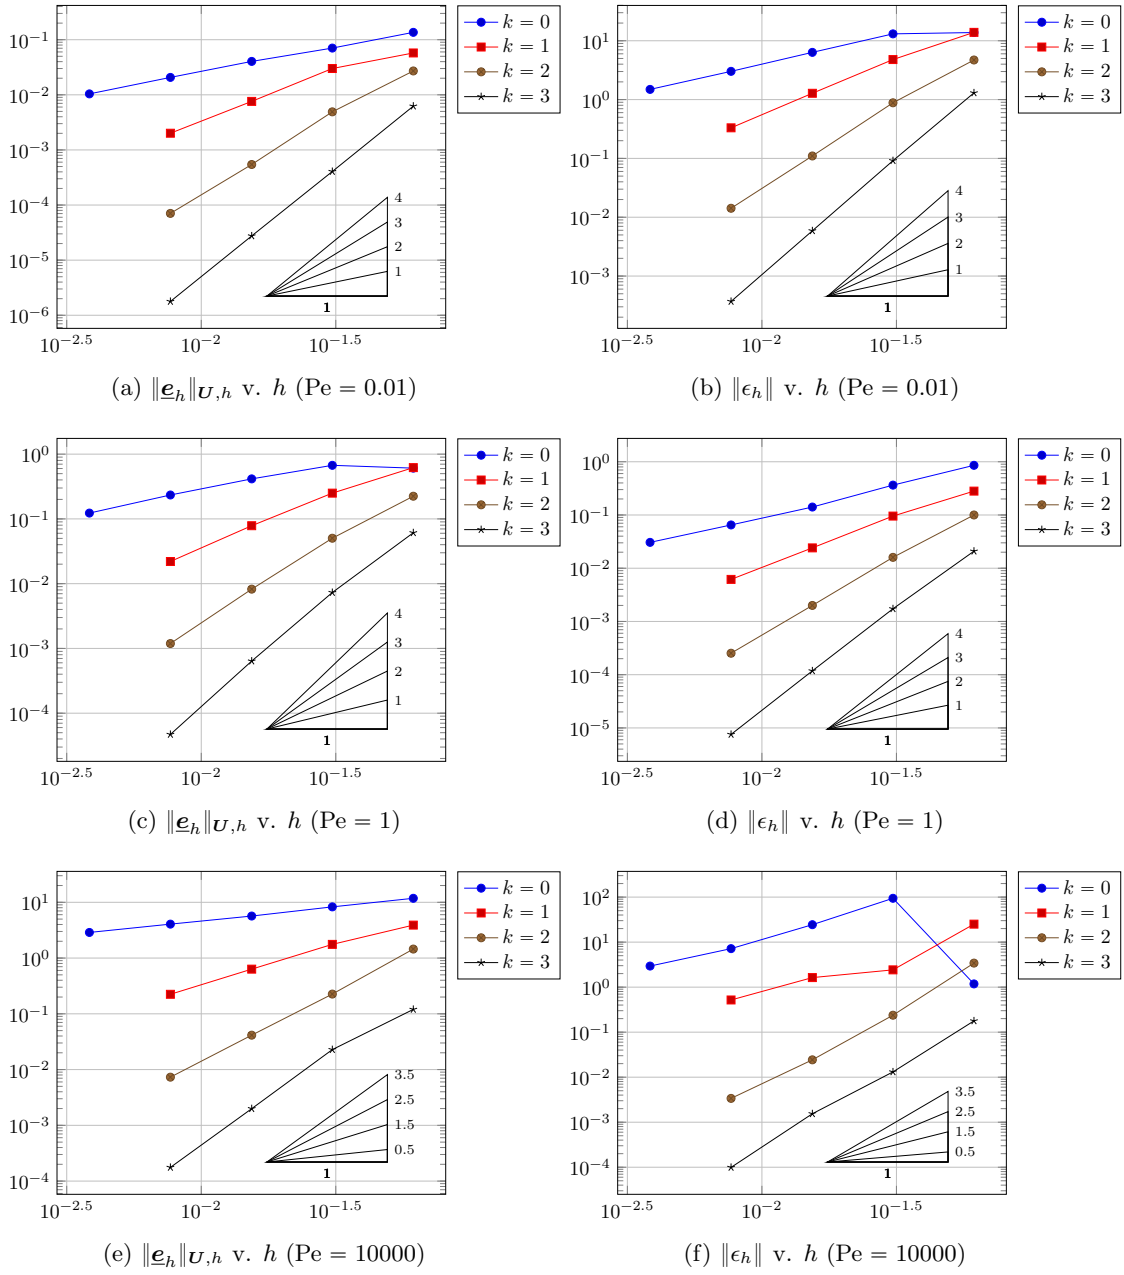 10^{-1}
10^{-2}
10^{-3}
10^{-4}
10^{-5}
10^{-6}
10^{-2.5} 10^{-2} 10^{-1.5}
4
3
2
1
1
k = 0
k = 1
k = 2
k = 3
(a) ‖e̲_h‖_{U,h} v. h (Pe = 0.01)
10^{1}
10^{0}
10^{-1}
10^{-2}
10^{-3}
10^{-2.5} 10^{-2} 10^{-1.5}
4
3
2
1
1
k = 0
k = 1
k = 2
k = 3
(b) ‖ϵ_h‖ v. h (Pe = 0.01)
10^{0}
10^{-1}
10^{-2}
10^{-3}
10^{-4}
10^{-2.5} 10^{-2} 10^{-1.5}
4
3
2
1
1
k = 0
k = 1
k = 2
k = 3
(c) ‖e̲_h‖_{U,h} v. h (Pe = 1)
10^{0}
10^{-1}
10^{-2}
10^{-3}
10^{-4}
10^{-5}
10^{-2.5} 10^{-2} 10^{-1.5}
4
3
2
1
1
k = 0
k = 1
k = 2
k = 3
(d) ‖ϵ_h‖ v. h (Pe = 1)
10^{1}
10^{0}
10^{-1}
10^{-2}
10^{-3}
10^{-4}
10^{-2.5} 10^{-2} 10^{-1.5}
3.5
2.5
1.5
0.5
1
k = 0
k = 1
k = 2
k = 3
(e) ‖e̲_h‖_{U,h} v. h (Pe = 10000)
10^{2}
10^{1}
10^{0}
10^{-1}
10^{-2}
10^{-3}
10^{-4}
10^{-2.5} 10^{-2} 10^{-1.5}
3.5
2.5
1.5
0.5
1
k = 0
k = 1
k = 2
k = 3
(f) ‖ϵ_h‖ v. h (Pe = 10000)